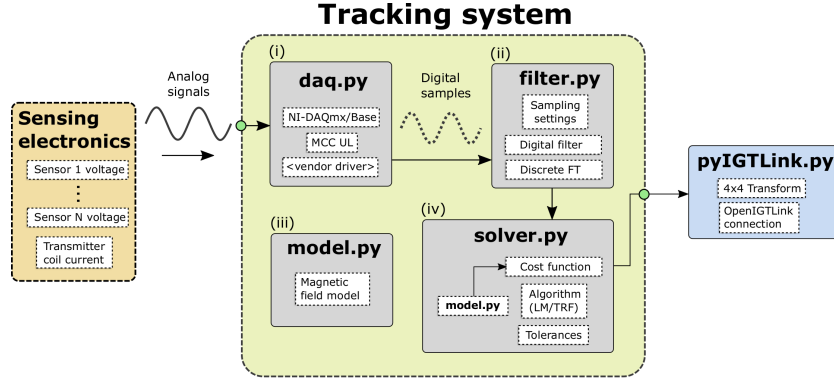 Tracking system
Sensing
electronics
Sensor 1 voltage
Sensor N voltage
Transmitter
coil current
Analog
signals
(i)
daq.py
NI-DAQmx/Base
MCC UL
<vendor driver>
Digital
samples
(ii)
filter.py
Sampling
settings
Digital filter
Discrete FT
(iii)
model.py
Magnetic
field model
(iv)
solver.py
Cost function
model.py
Algorithm
(LM/TRF)
Tolerances
pyIGTLink.py
4x4 Transform
OpenIGTLink
connection